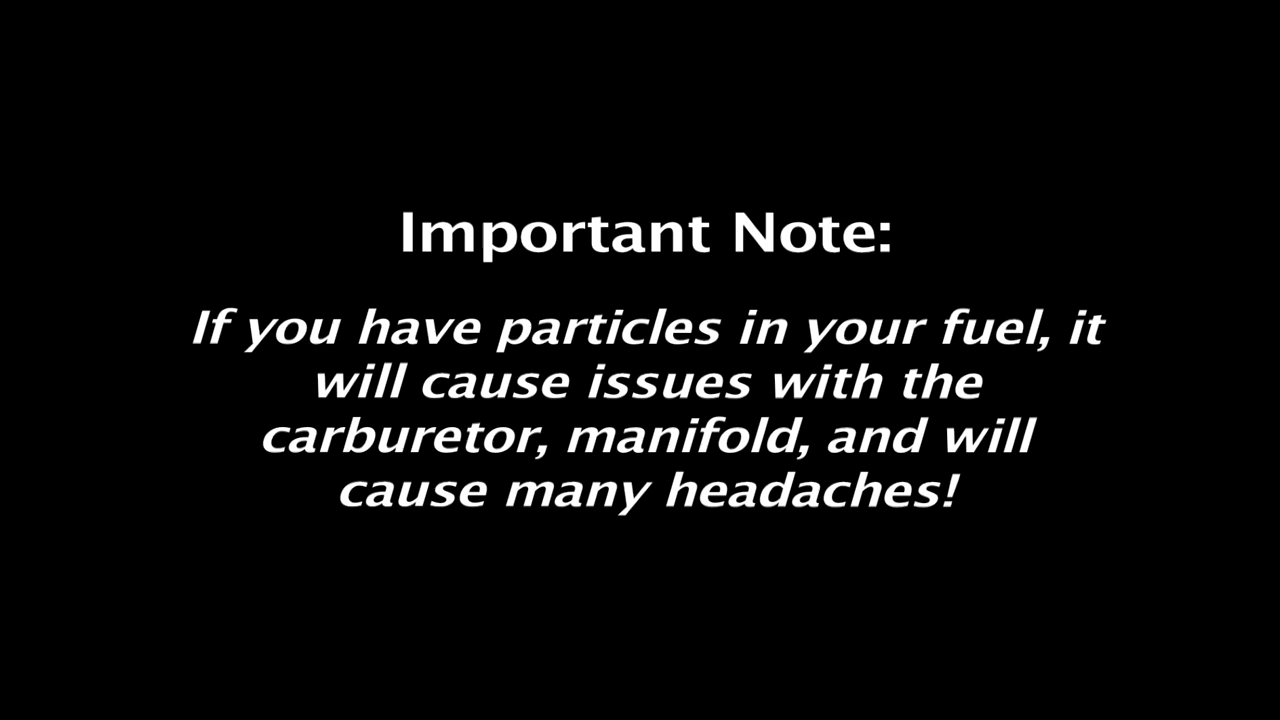 Important Note:
If you have particles in your fuel, it
will cause issues with the
carburetor, manifold, and will
cause many headaches!